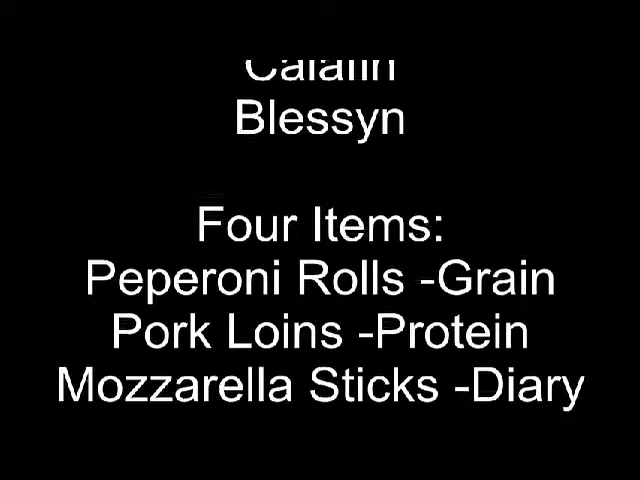 Blessyn
Four Items:
Peperoni Rolls -Grain
Pork Loins -Protein
Mozzarella Sticks -Diary